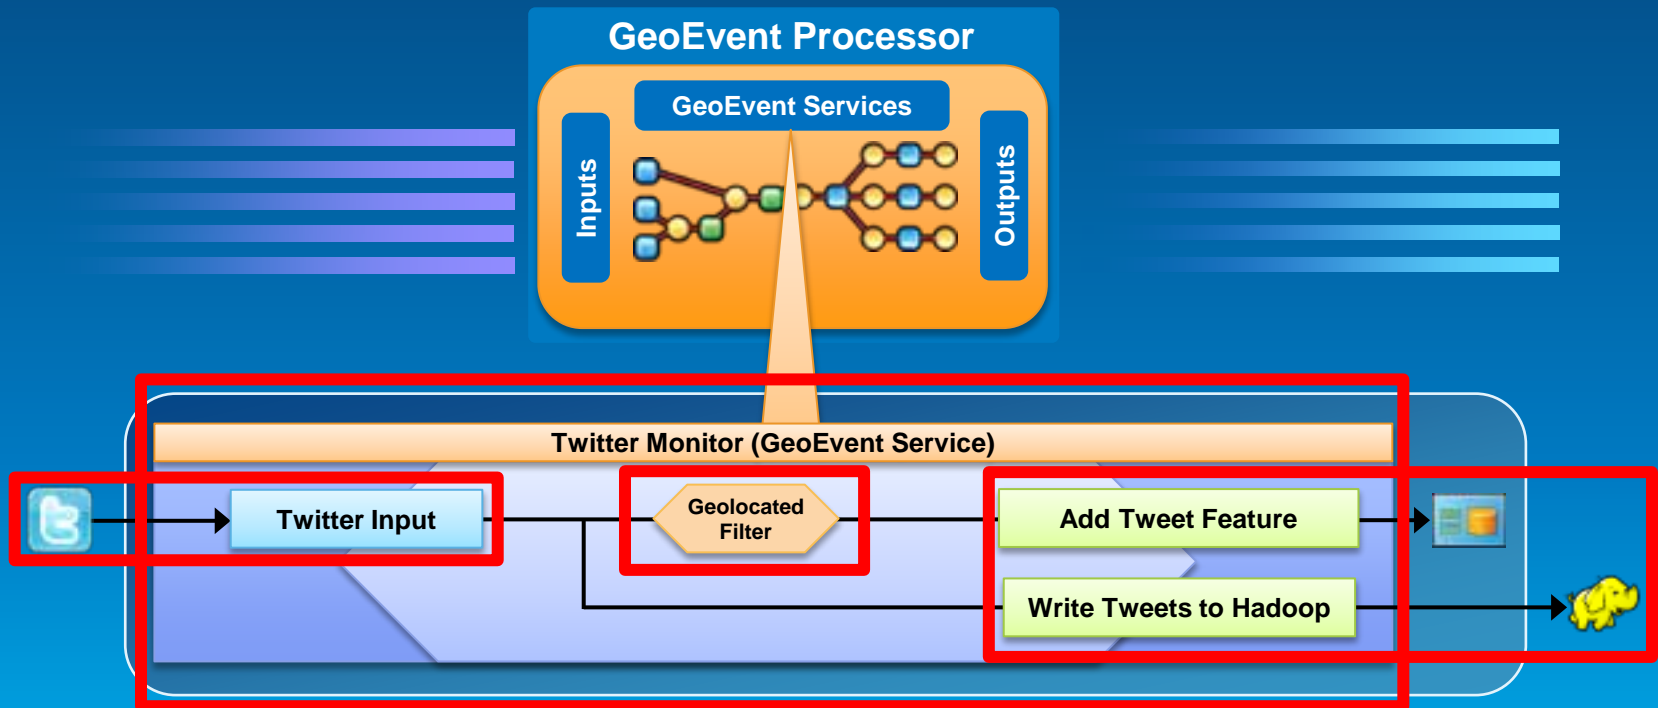 GeoEvent Processor
GeoEvent Services
Inputs
Outputs
Twitter Monitor (GeoEvent Service)
Twitter Input
Geolocated
Filter
Add Tweet Feature
Write Tweets to Hadoop